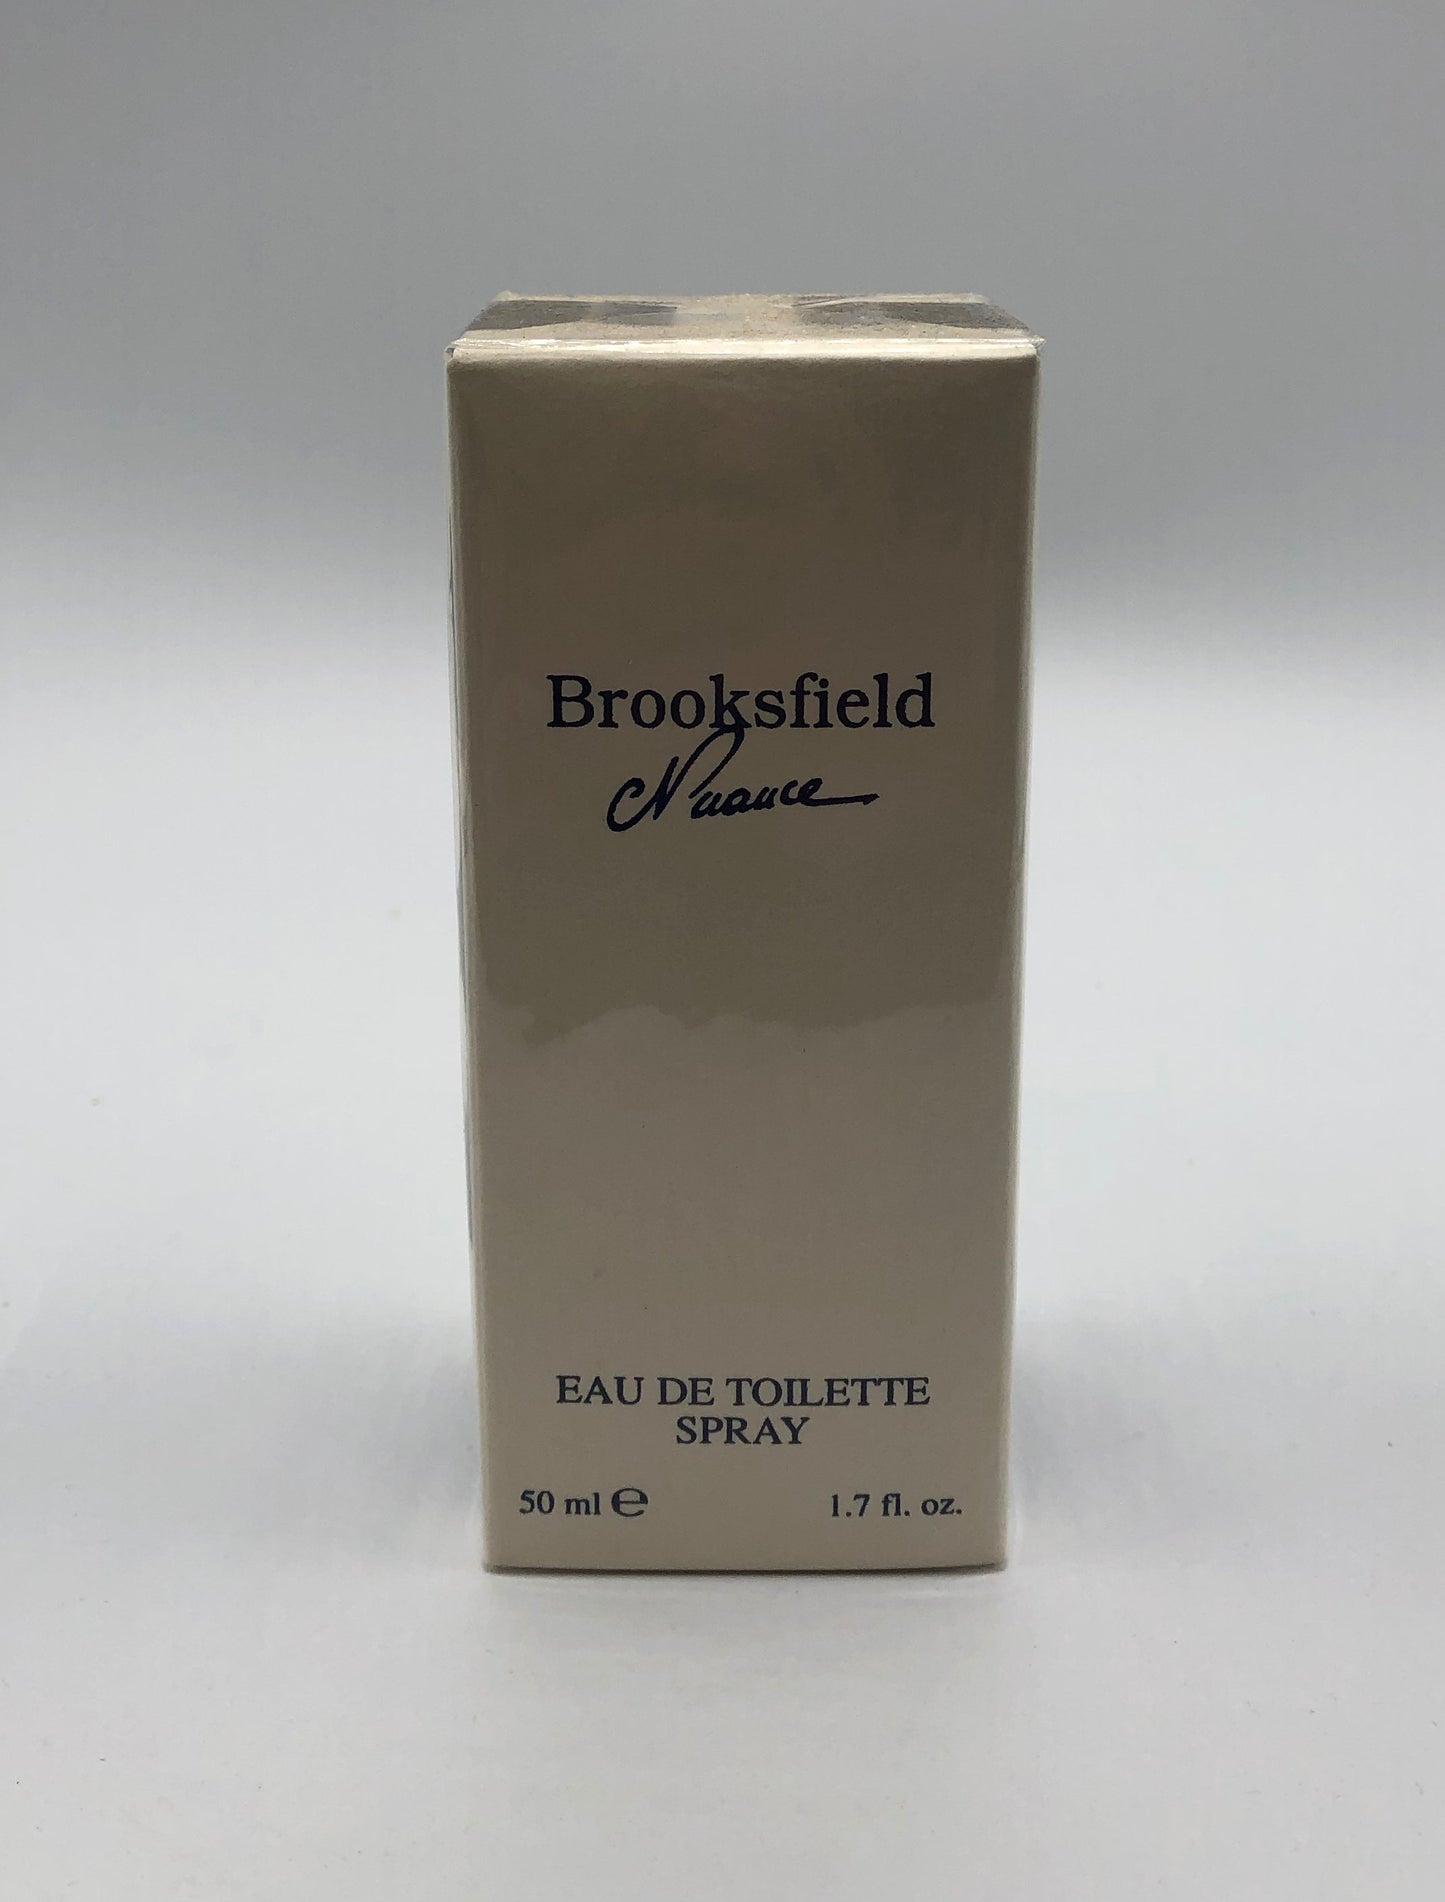 Brooksfield
Nuance
EAU DE TOILETTE
SPRAY
50 ml ℮
1.7 fl. oz.